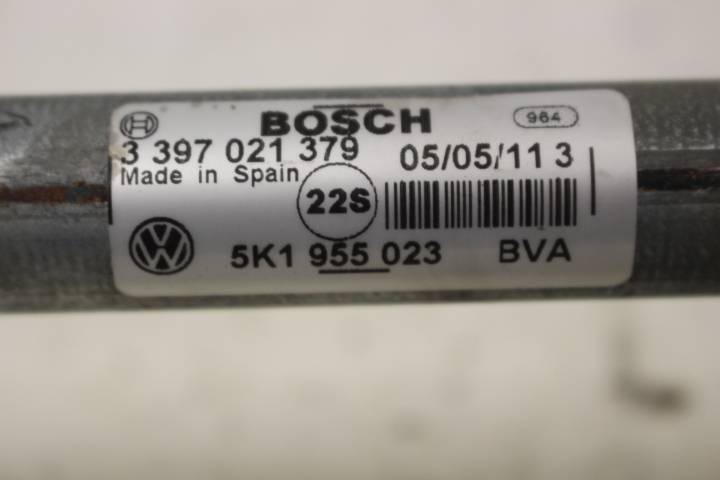 BOSCH 964
3 397 021 379 05/05/11 3
Made in Spain
22S
5K1 955 023 BVA